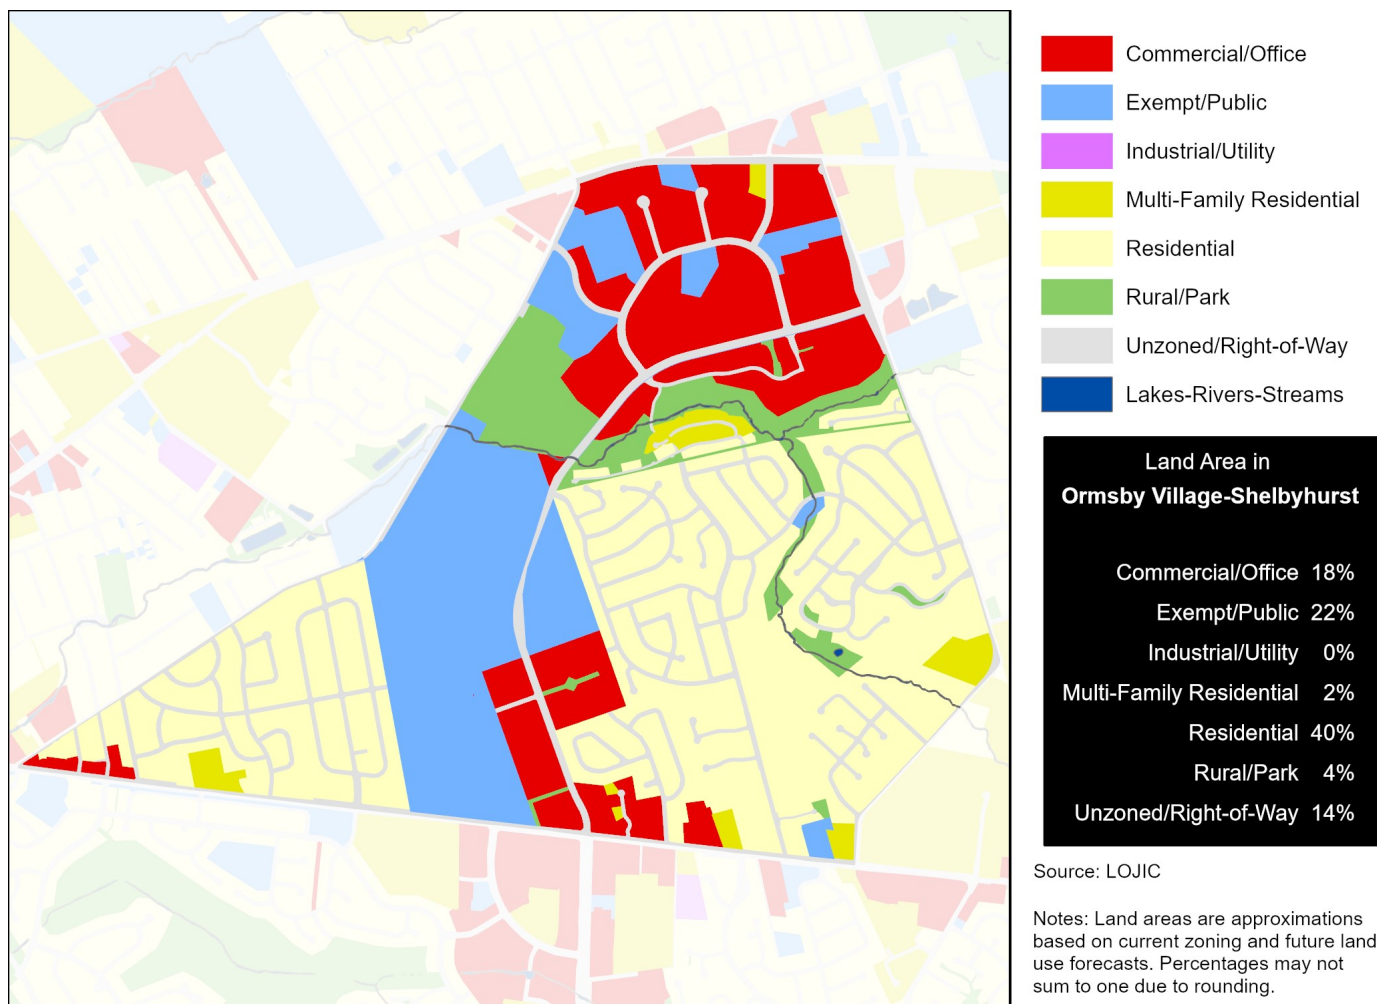 Commercial/Office
Exempt/Public
Industrial/Utility
Multi-Family Residential
Residential
Rural/Park
Unzoned/Right-of-Way
Lakes-Rivers-Streams
Land Area in
Ormsby Village-Shelbyhurst
Commercial/Office 18%
Exempt/Public 22%
Industrial/Utility 0%
Multi-Family Residential 2%
Residential 40%
Rural/Park 4%
Unzoned/Right-of-Way 14%
Source: LOJIC
Notes: Land areas are approximations
based on current zoning and future land
use forecasts. Percentages may not
sum to one due to rounding.